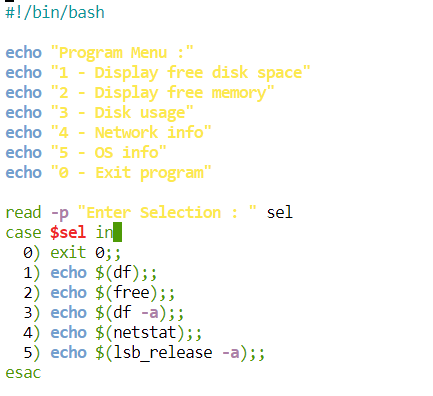 #!/bin/bash

echo "Program Menu :"
echo "1 - Display free disk space"
echo "2 - Display free memory"
echo "3 - Disk usage"
echo "4 - Network info"
echo "5 - OS info"
echo "0 - Exit program"

read -p "Enter Selection : " sel
case $sel in
  0) exit 0;;
  1) echo $(df);;
  2) echo $(free);;
  3) echo $(df -a);;
  4) echo $(netstat);;
  5) echo $(lsb_release -a);;
esac